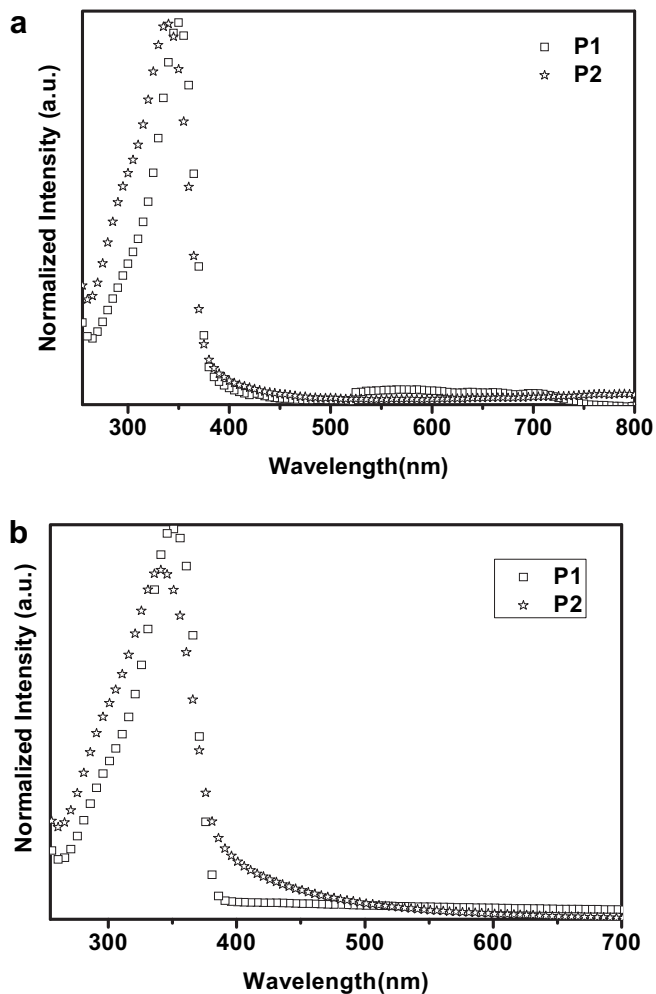 a
P1
P2
Normalized Intensity (a.u.)
300 400 500 600 700 800
Wavelength(nm)
b
P1
P2
Normalized Intensity (a.u.)
300 400 500 600 700
Wavelength(nm)